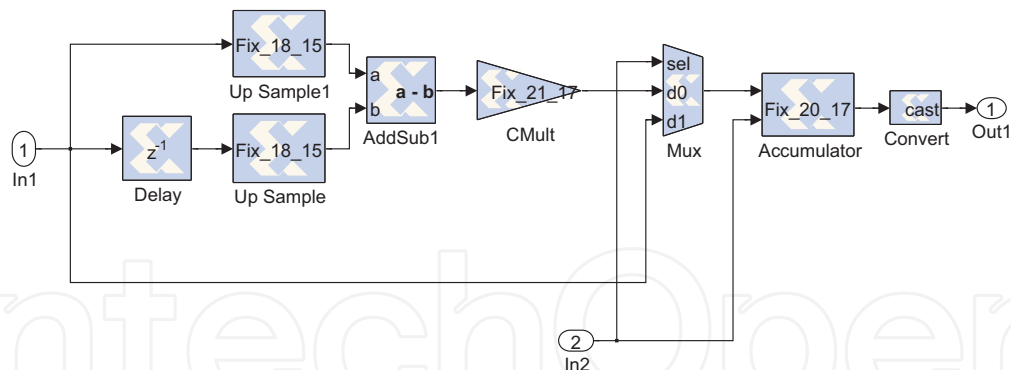 Fix_18_15
Up Sample1
a
b
a - b
AddSub1
Fix_21_17
CMult
sel
d0
d1
Mux
Fix_20_17
Accumulator
cast
Convert
1
Out1
1
In1
z-1
Delay
Fix_18_15
Up Sample
2
In2
ntechOpen